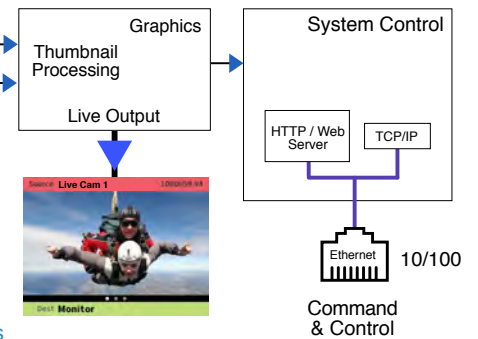 Graphics
Thumbnail
Processing
Live Output
System Control
HTTP / Web
Server
TCP/IP
Source Live Cam 1
Dest Monitor
Ethernet
10/100
Command
& Control
s